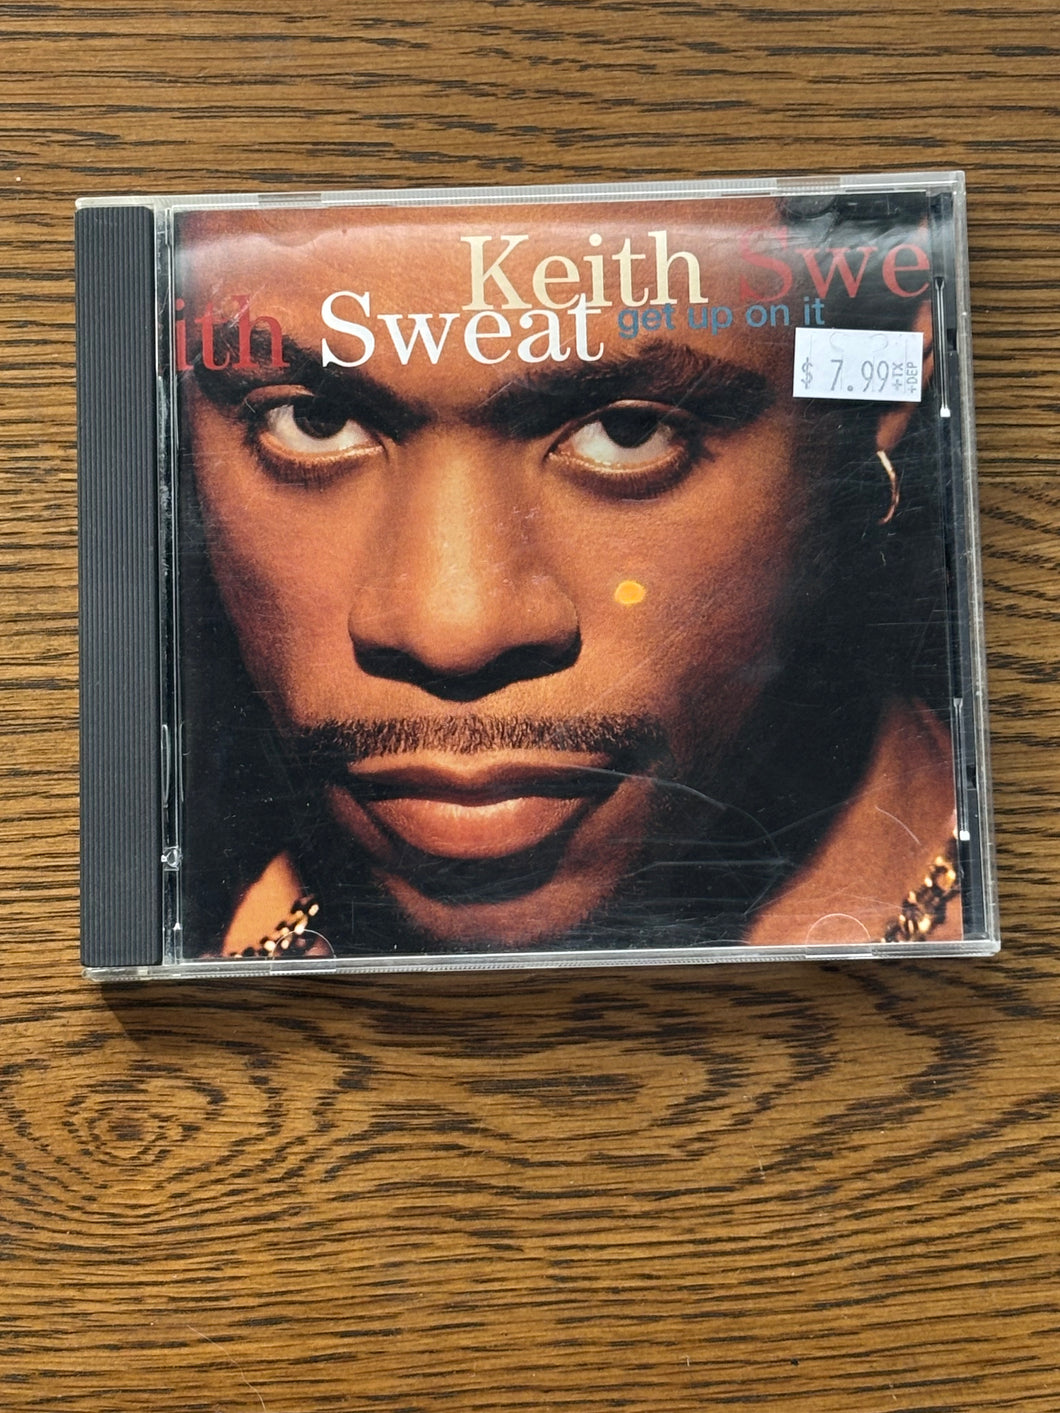 Keith Swe
ith Sweat
get up on it
$ 7.99 +TX
+DEP